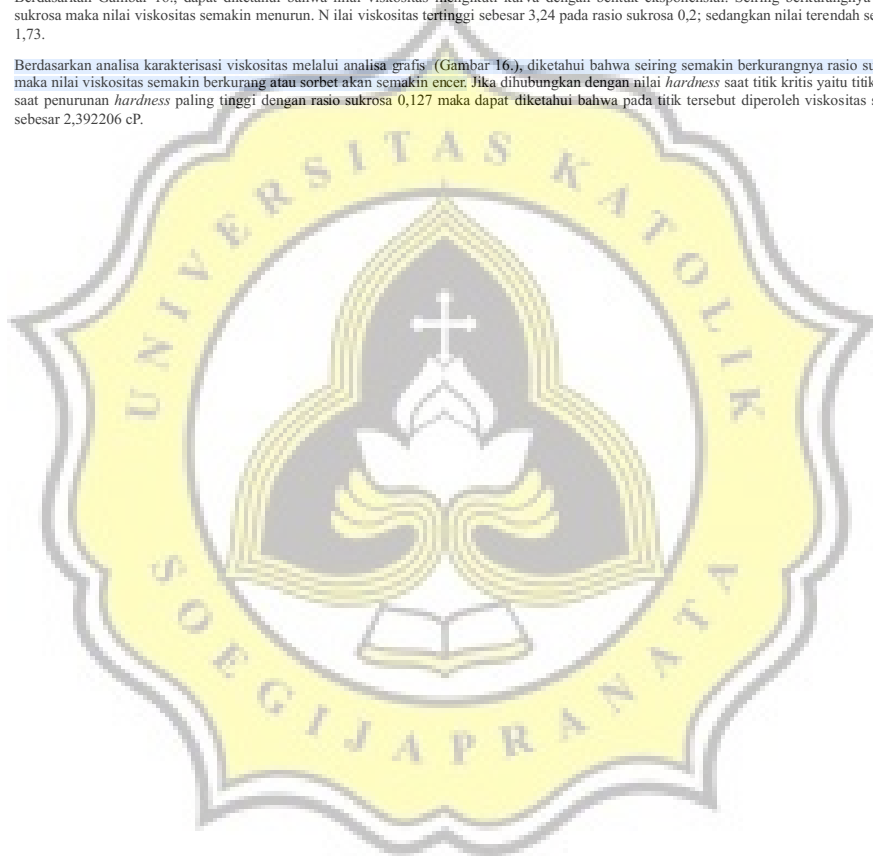 sukrosa maka nilai viskositas semakin menurun. N ilai viskositas tertinggi sebesar 3,24 pada rasio sukrosa 0,2; sedangkan nilai terendah se
1,73.
Berdasarkan analisa karakterisasi viskositas melalui analisa grafis (Gambar 16.), diketahui bahwa seiring semakin berkurangnya rasio su
maka nilai viskositas semakin berkurang atau sorbet akan semakin encer. Jika dihubungkan dengan nilai hardness saat titik kritis yaitu titik
saat penurunan hardness paling tinggi dengan rasio sukrosa 0,127 maka dapat diketahui bahwa pada titik tersebut diperoleh viskositas s
sebesar 2,392206 cP.
UNIVERSITAS KATOLIK
SOEGIJAPRANATA